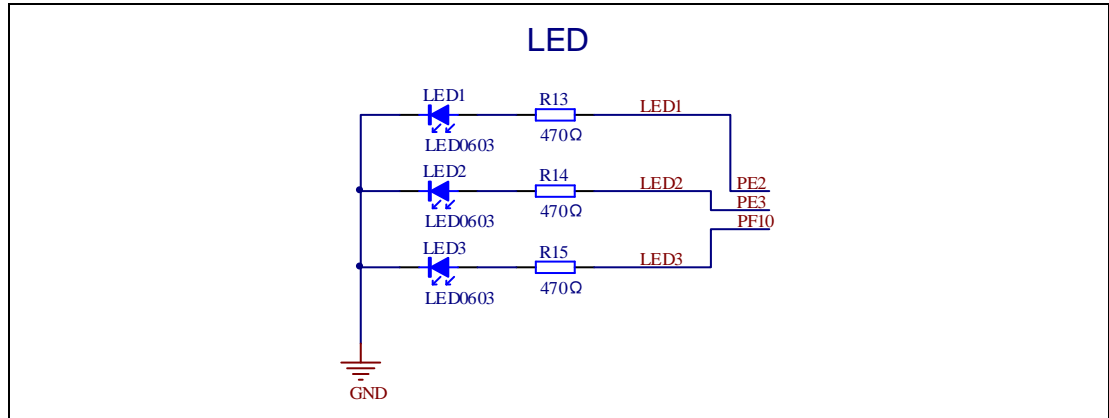 LED
LED1
R13
LED1
LED0603
470Ω
LED2
R14
LED2
PE2
LED0603
470Ω
PE3
PF10
LED3
R15
LED3
LED0603
470Ω
GND